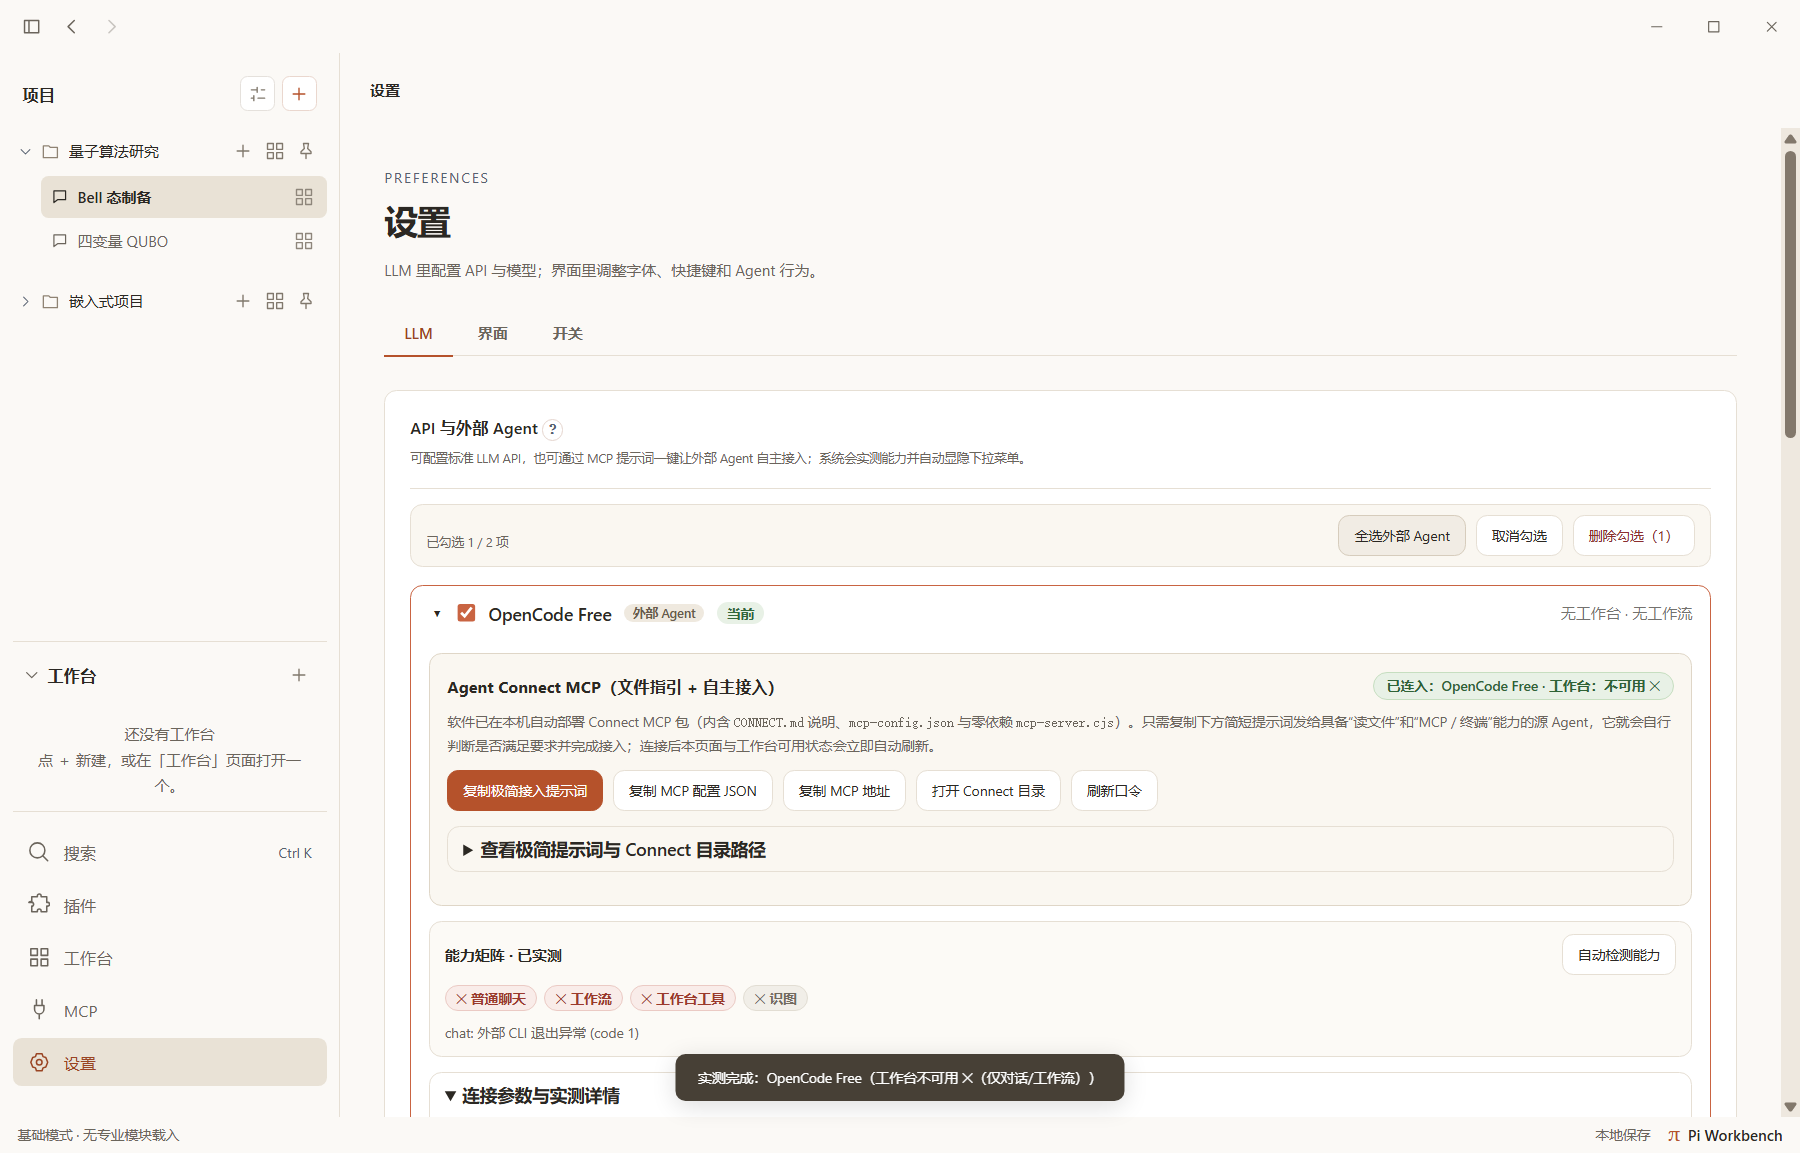 项目
量子算法研究
Bell 态制备
四变量 QUBO
嵌入式项目
工作台
还没有工作台
点 + 新建，或在「工作台」页面打开一
个。
搜索 Ctrl K
插件
工作台
MCP
设置
基础模式 · 无专业模块载入
设置
PREFERENCES
设置
LLM 里配置 API 与模型；界面里调整字体、快捷键和 Agent 行为。
LLM 界面 开关
API 与外部 Agent ?
可配置标准 LLM API，也可通过 MCP 提示词一键让外部 Agent 自主接入；系统会实测能力并自动显隐下拉菜单。
已勾选 1 / 2 项 全选外部 Agent 取消勾选 删除勾选（1）
OpenCode Free 外部 Agent 当前 无工作台 · 无工作流
Agent Connect MCP（文件指引 + 自主接入） 已连入：OpenCode Free · 工作台：不可用 ✕
软件已在本机自动部署 Connect MCP 包（内含 CONNECT.md 说明、mcp-config.json 与零依赖 mcp-server.cjs）。只需复制下方简短提示词发给具备“读文件”和“MCP / 终端”能力的源 Agent，它就会自行
判断是否满足要求并完成接入；连接后本页面与工作台可用状态会立即自动刷新。
复制极简接入提示词 复制 MCP 配置 JSON 复制 MCP 地址 打开 Connect 目录 刷新口令
▶ 查看极简提示词与 Connect 目录路径
能力矩阵 · 已实测 自动检测能力
✕ 普通聊天 ✕ 工作流 ✕ 工作台工具 ✕ 识图
chat: 外部 CLI 退出异常 (code 1)
实测完成：OpenCode Free（工作台不可用 ✕（仅对话/工作流））
▼ 连接参数与实测详情
本地保存 π Pi Workbench